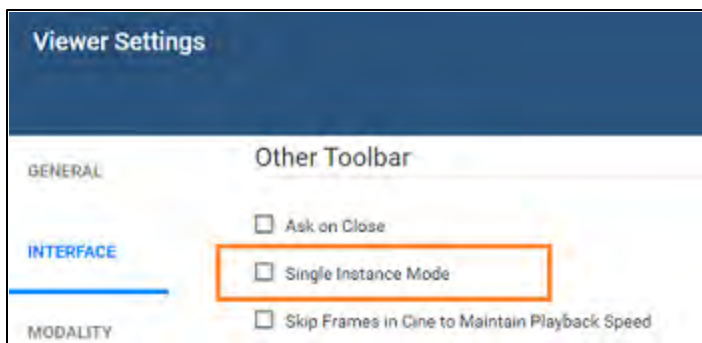 Viewer Settings
GENERAL
INTERFACE
MODALITY
Other Toolbar
Ask on Close
Single Instance Mode
Skip Frames in Cine to Maintain Playback Speed